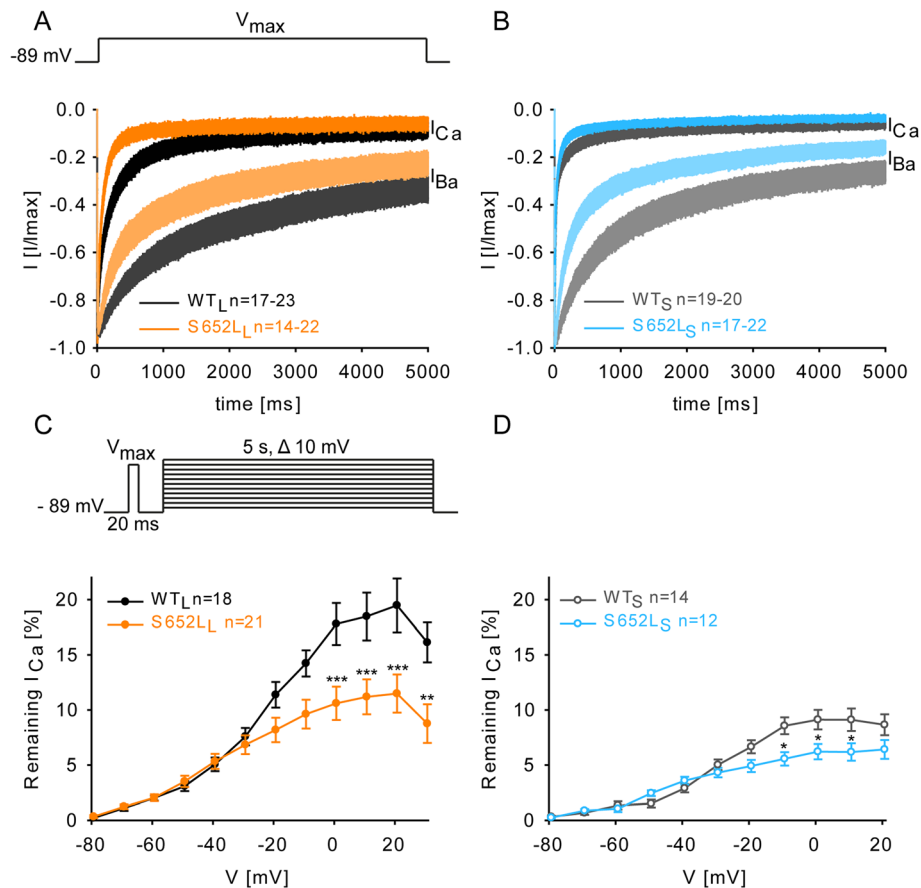 A
Vmax
-89 mV
0.0
-0.2
-0.4
-0.6
-0.8
-1.0
I [I/Imax]
ICa
IBa
WTL n=17-23
S652LL n=14-22
0 1000 2000 3000 4000 5000
time [ms]
B
0.0
-0.2
-0.4
-0.6
-0.8
-1.0
I [I/Imax]
ICa
IBa
WTS n=19-20
S652LS n=17-22
0 1000 2000 3000 4000 5000
time [ms]
C
Vmax
5 s, Δ 10 mV
- 89 mV
20 ms
20
15
10
5
0
Remaining ICa [%]
WTL n=18
S652LL n=21
*** *** *** **
-80 -60 -40 -20 0 20
V [mV]
D
20
15
10
5
0
Remaining ICa [%]
WTS n=14
S652LS n=12
* * *
-80 -60 -40 -20 0 20
V [mV]